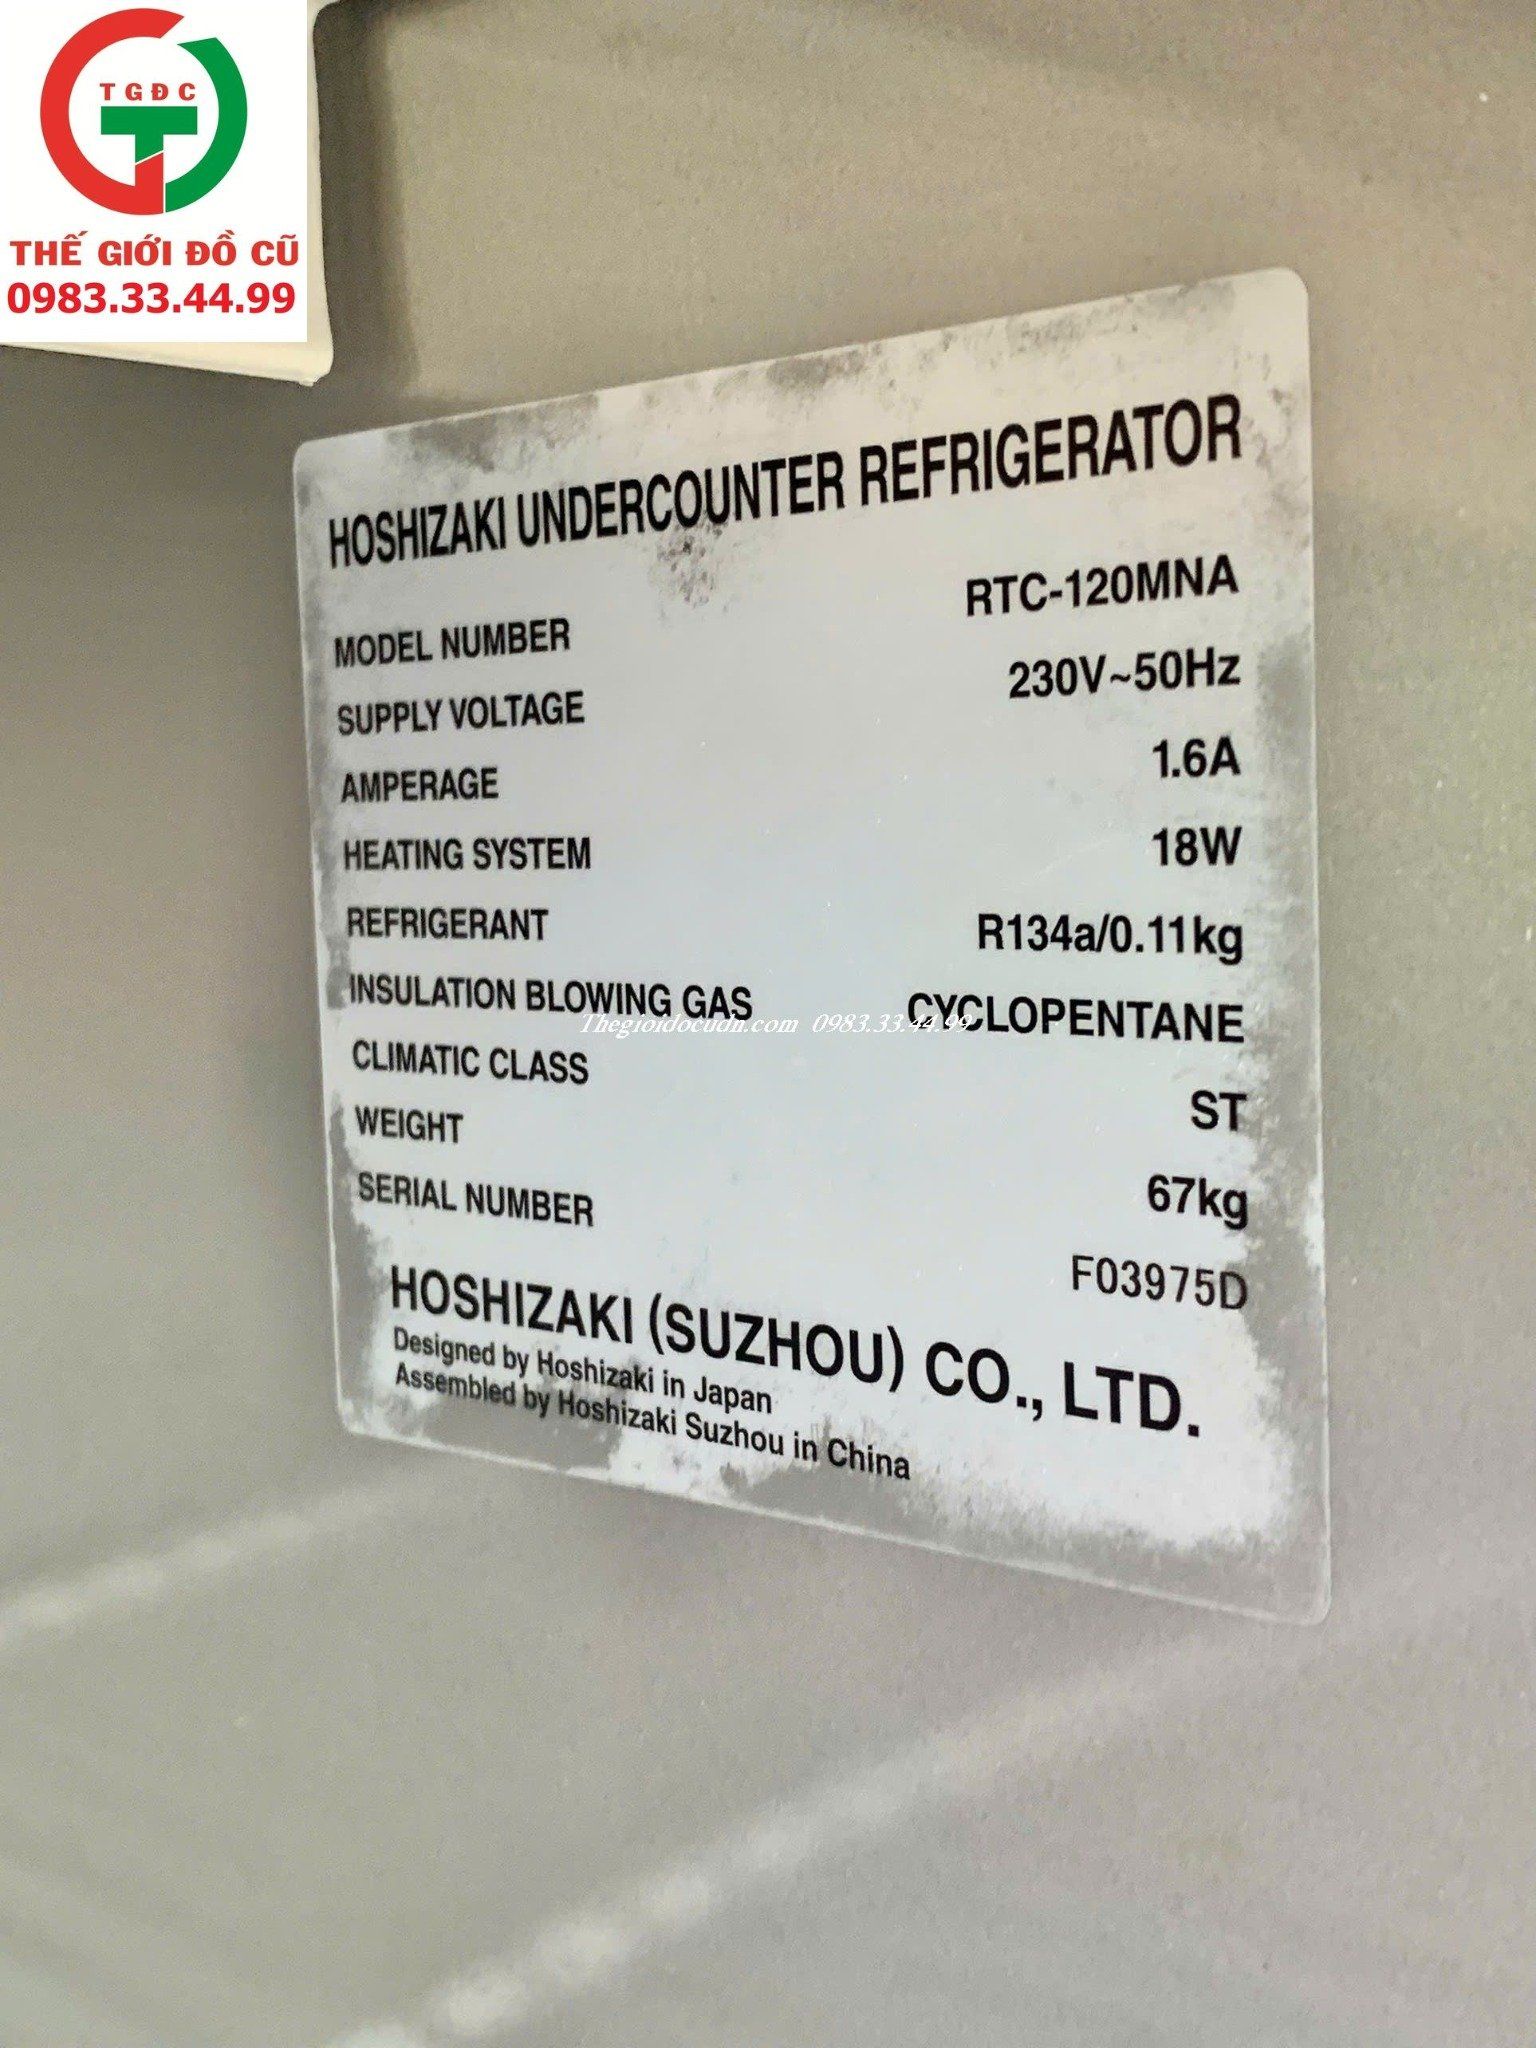 TGĐC
THẾ GIỚI ĐỒ CŨ
0983.33.44.99
HOSHIZAKI UNDERCOUNTER REFRIGERATOR
MODEL NUMBER RTC-120MNA
SUPPLY VOLTAGE 230V~50Hz
AMPERAGE 1.6A
HEATING SYSTEM 18W
REFRIGERANT R134a/0.11kg
INSULATION BLOWING GAS CYCLOPENTANE
Thegioidocudn.com 0983.33.44.99
CLIMATIC CLASS ST
WEIGHT 67kg
SERIAL NUMBER F03975D
HOSHIZAKI (SUZHOU) CO., LTD.
Designed by Hoshizaki in Japan
Assembled by Hoshizaki Suzhou in China